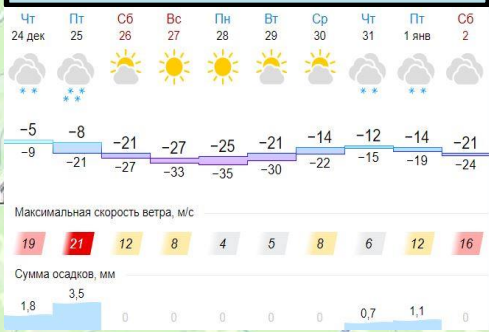 Чт Пт Сб Вс Пн Вт Ср Чт Пт Сб
24 дек 25 26 27 28 29 30 31 1 янв 2
−5 −8 −21 −27 −25 −21 −14 −12 −14 −21
−9 −21 −27 −33 −35 −30 −22 −15 −19 −24
Максимальная скорость ветра, м/с
19 21 12 8 4 5 8 6 12 16
Сумма осадков, мм
1,8 3,5 0 0 0 0 0 0,7 1,1 0